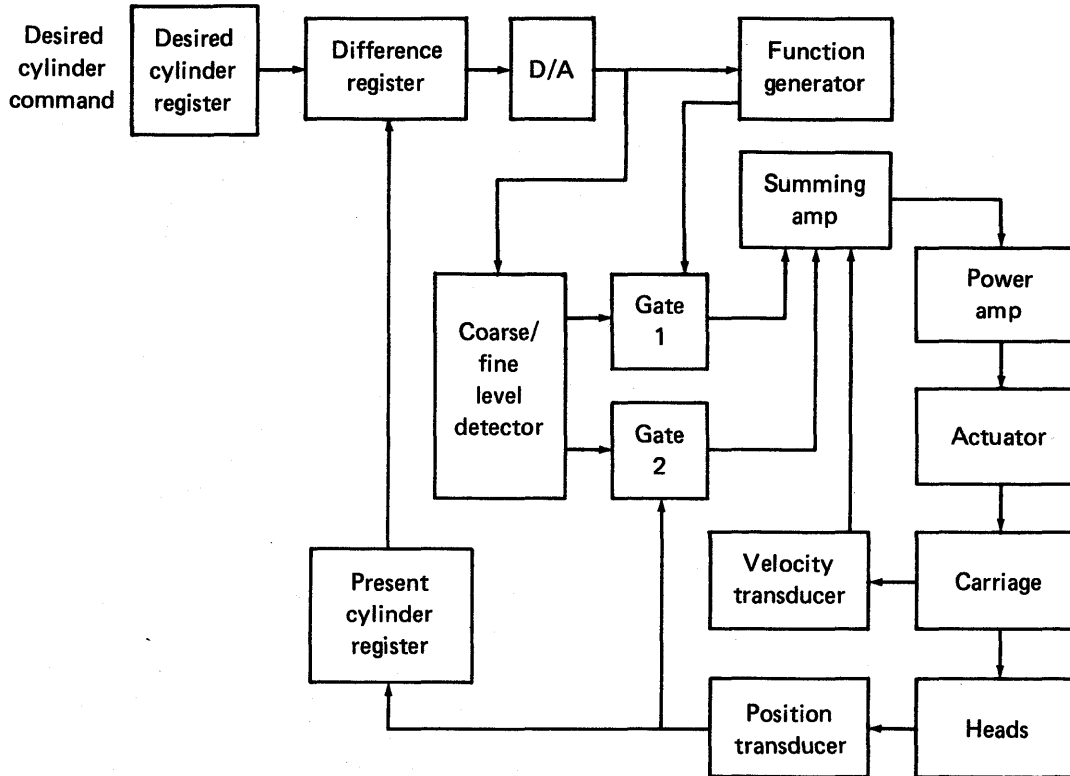 Desired
cylinder
command
Desired
cylinder
register
Difference
register
D/A
Function
generator
Summing
amp
Power
amp
Coarse/
fine
level
detector
Gate
1
Gate
2
Actuator
Present
cylinder
register
Velocity
transducer
Carriage
Position
transducer
Heads